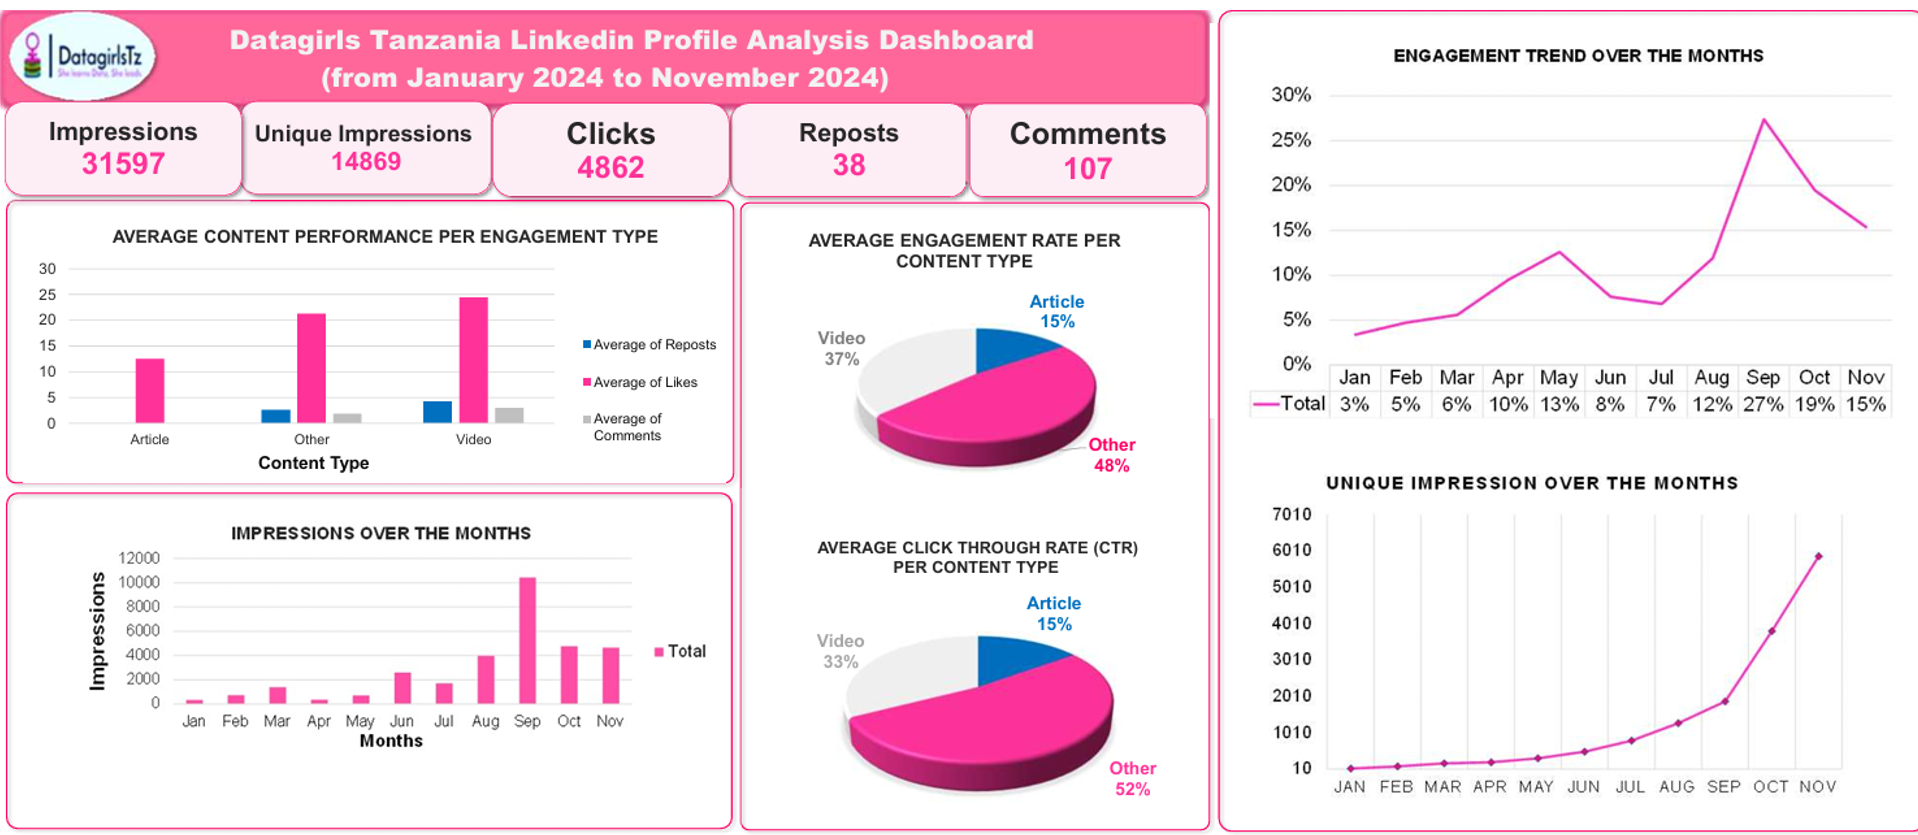 DatagirlsTz
She learns Data, She leads
Datagirls Tanzania Linkedin Profile Analysis Dashboard
(from January 2024 to November 2024)
Impressions
31597
Unique Impressions
14869
Clicks
4862
Reposts
38
Comments
107
AVERAGE CONTENT PERFORMANCE PER ENGAGEMENT TYPE
30
25
20
15
10
5
0
Article Other Video
Content Type
Average of Reposts
Average of Likes
Average of
Comments
IMPRESSIONS OVER THE MONTHS
Impressions
12000
10000
8000
6000
4000
2000
0
Jan Feb Mar Apr May Jun Jul Aug Sep Oct Nov
Months
Total
AVERAGE ENGAGEMENT RATE PER
CONTENT TYPE
Article
15%
Video
37%
Other
48%
AVERAGE CLICK THROUGH RATE (CTR)
PER CONTENT TYPE
Article
15%
Video
33%
Other
52%
ENGAGEMENT TREND OVER THE MONTHS
30%
25%
20%
15%
10%
5%
0%
Jan Feb Mar Apr May Jun Jul Aug Sep Oct Nov
Total 3% 5% 6% 10% 13% 8% 7% 12% 27% 19% 15%
UNIQUE IMPRESSION OVER THE MONTHS
7010
6010
5010
4010
3010
2010
1010
10
JAN FEB MAR APR MAY JUN JUL AUG SEP OCT NOV